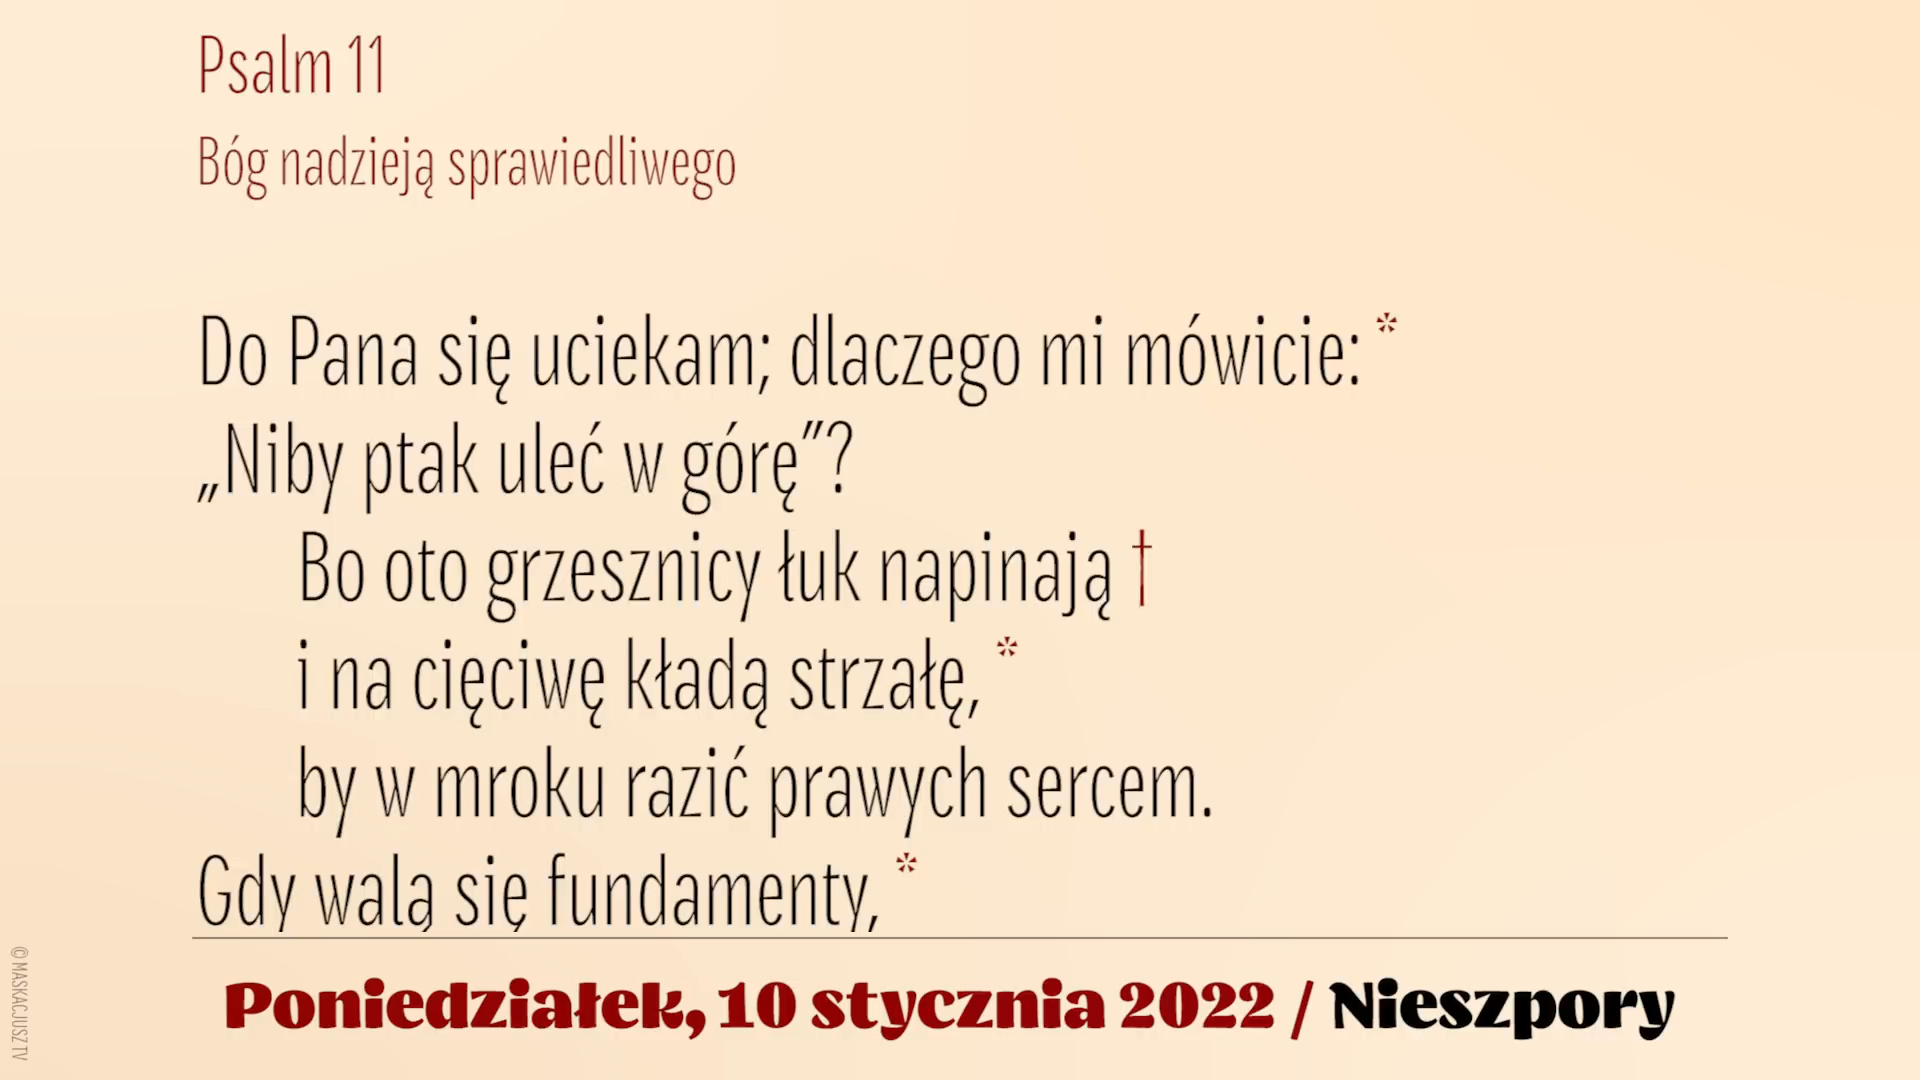 Psalm 11
Bóg nadzieją sprawiedliwego
Do Pana się uciekam; dlaczego mi mówicie: *
„Niby ptak uleć w górę”?
Bo oto grzesznicy łuk napinają †
i na cięciwę kładą strzałę, *
by w mroku razić prawych sercem.
Gdy walą się fundamenty, *
Poniedziałek, 10 stycznia 2022 / Nieszpory
© MASKACJUSZ TV